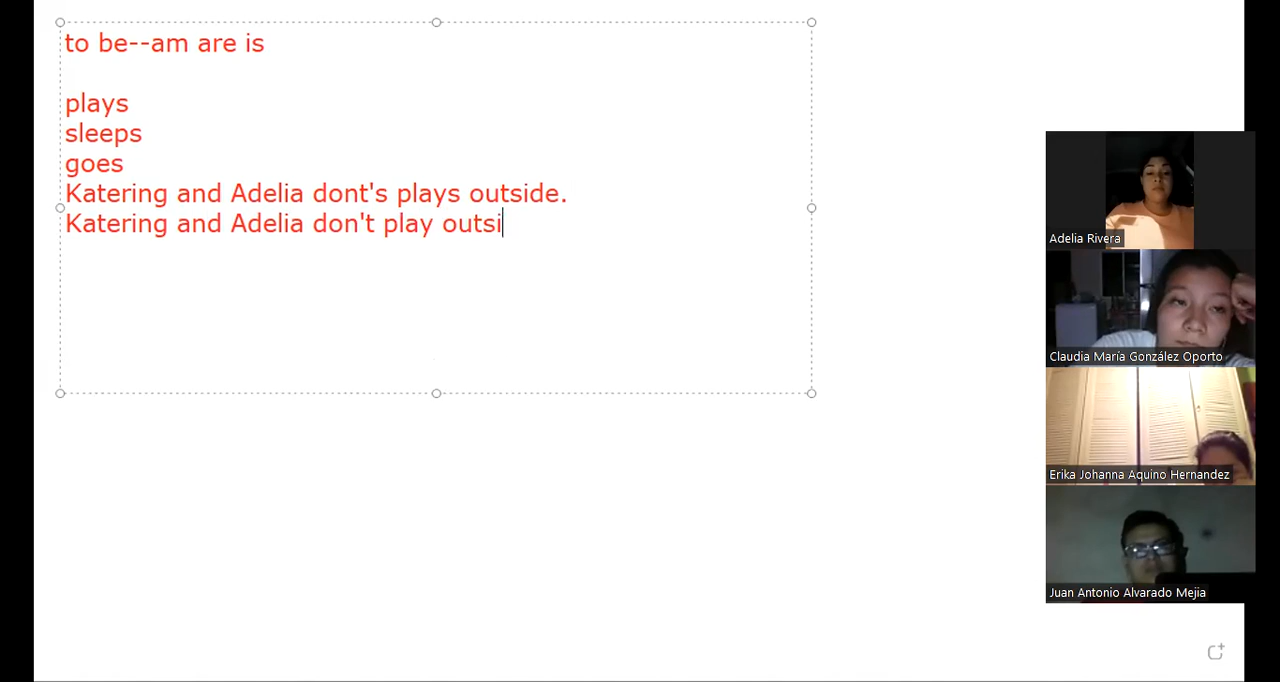 to be--am are is
plays
sleeps
goes
Katering and Adelia dont's plays outside.
Katering and Adelia don't play outsi
Adelia Rivera
Claudia María González Oporto
Erika Johanna Aquino Hernandez
Juan Antonio Alvarado Mejia